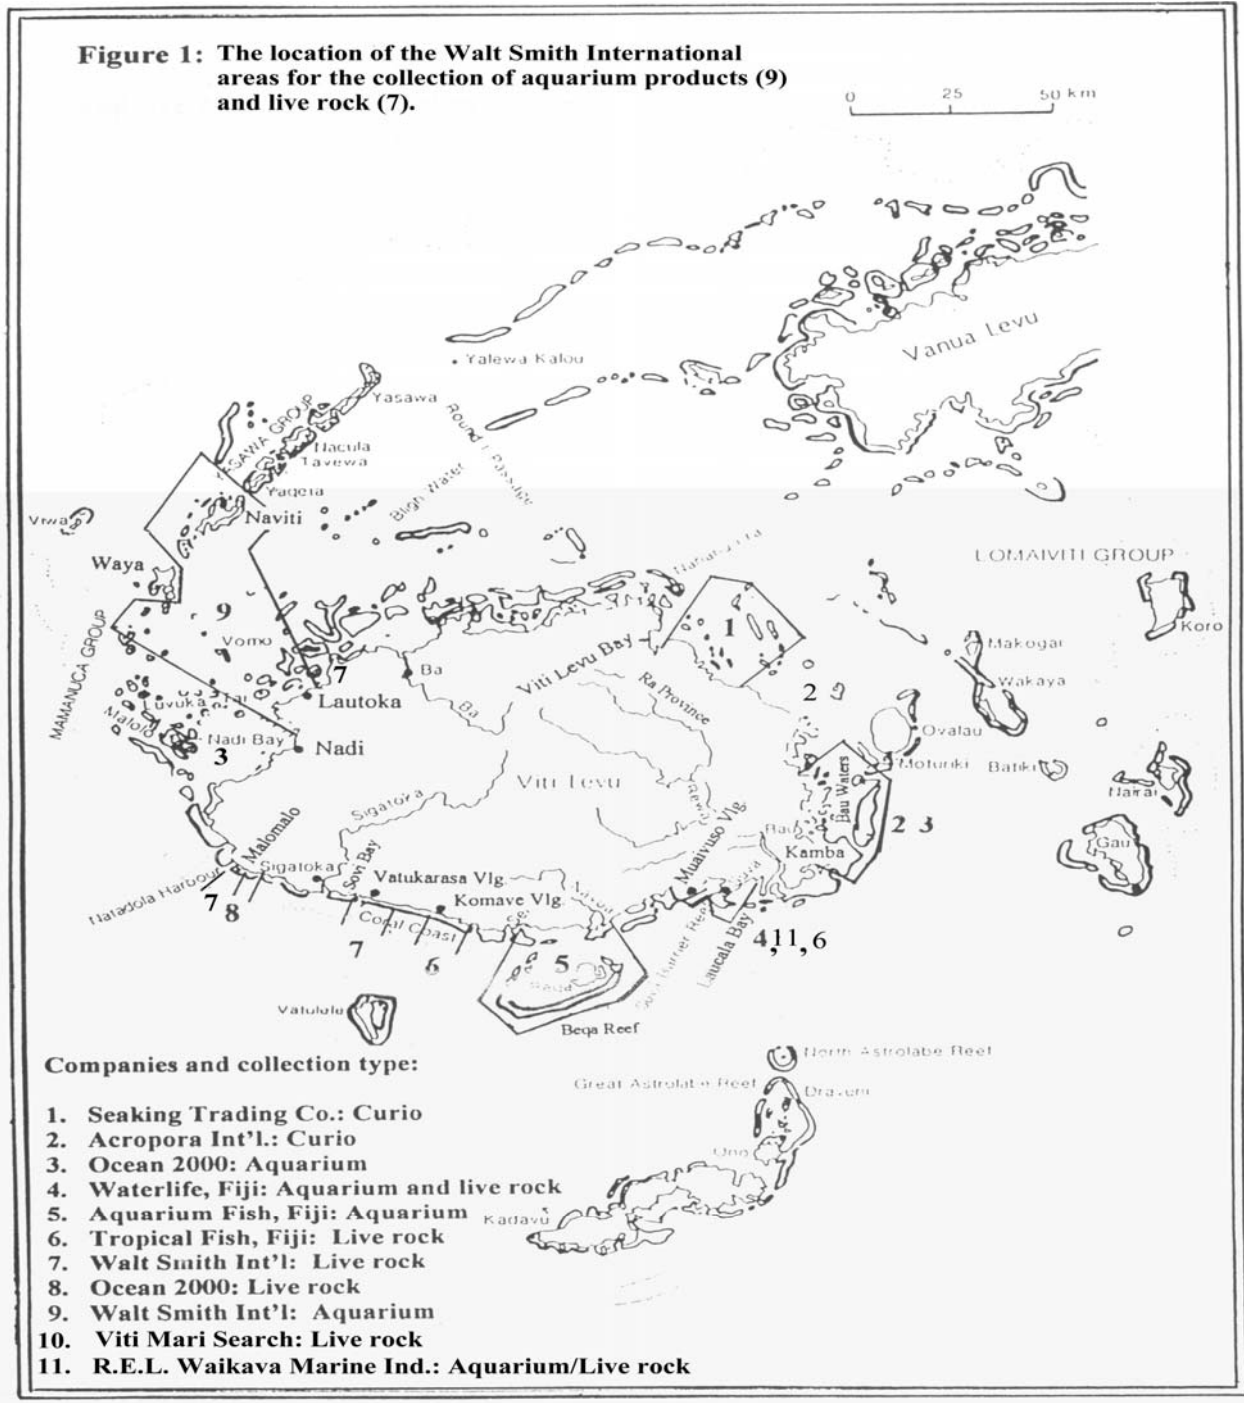 Figure 1: The location of the Walt Smith International
areas for the collection of aquarium products (9)
and live rock (7).
0 25 50 km
Vanua Levu
Yalewa Kalou
Yasawa
Nacula
Tavewa
Yaqeta
Naviti
Bligh Water
Viwa
Waya
MAMANUCA GROUP
LOMAIVITI GROUP
Koro
9
1
Makogai
Vomo
Viti Levu Bay
7
Ba
Ra Province
2
Wakaya
Lautoka
Ba
Malolo
Ovalau
Nadi Bay
Nadi
3
Moturiki
Batiki
Nairai
Viti Levu
Bau Waters
Sigatoka
Rewa
2 3
Bau
Malomalo
Muaivuso Vlg.
Kamba
Gau
Sigatoka
Sovi Bay
Vatukarasa Vlg.
Natadola Harbour
Komave Vlg.
7
8
Coral Coast
Laucala Bay
4,11,6
7
6
5
Beqa Reef
North Astrolabe Reef
Great Astrolabe Reef
Dravuni
Ono
Kadavu
Companies and collection type:
1. Seaking Trading Co.: Curio
2. Acropora Int'l.: Curio
3. Ocean 2000: Aquarium
4. Waterlife, Fiji: Aquarium and live rock
5. Aquarium Fish, Fiji: Aquarium
6. Tropical Fish, Fiji: Live rock
7. Walt Smith Int'l: Live rock
8. Ocean 2000: Live rock
9. Walt Smith Int'l: Aquarium
10. Viti Mari Search: Live rock
11. R.E.L. Waikava Marine Ind.: Aquarium/Live rock